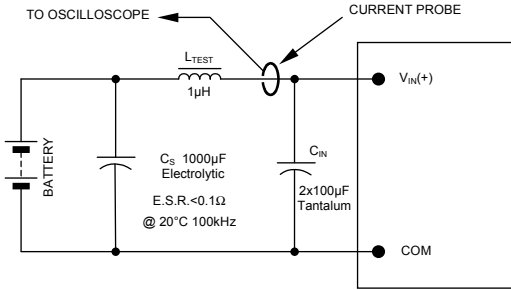 TO OSCILLOSCOPE
CURRENT PROBE
LTEST
1µH
VIN(+)
BATTERY
CS 1000µF
Electrolytic
E.S.R.<0.1Ω
@ 20°C 100kHz
CIN
2x100µF
Tantalum
COM